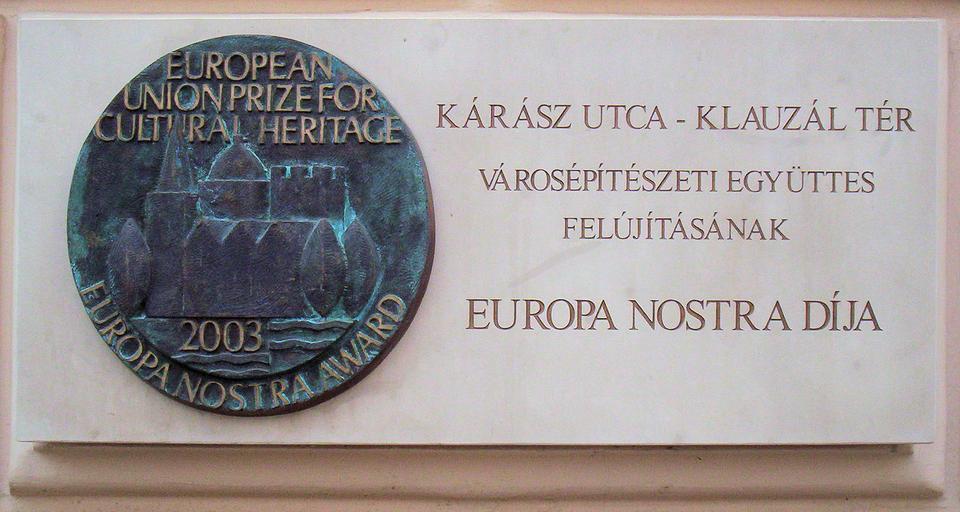 EUROPEAN
UNION PRIZE FOR
CULTURAL HERITAGE
2003
EUROPA NOSTRA AWARD
KÁRÁSZ UTCA - KLAUZÁL TÉR
VÁROSÉPÍTÉSZETI EGYÜTTES
FELÚJÍTÁSÁNAK
EUROPA NOSTRA DÍJA